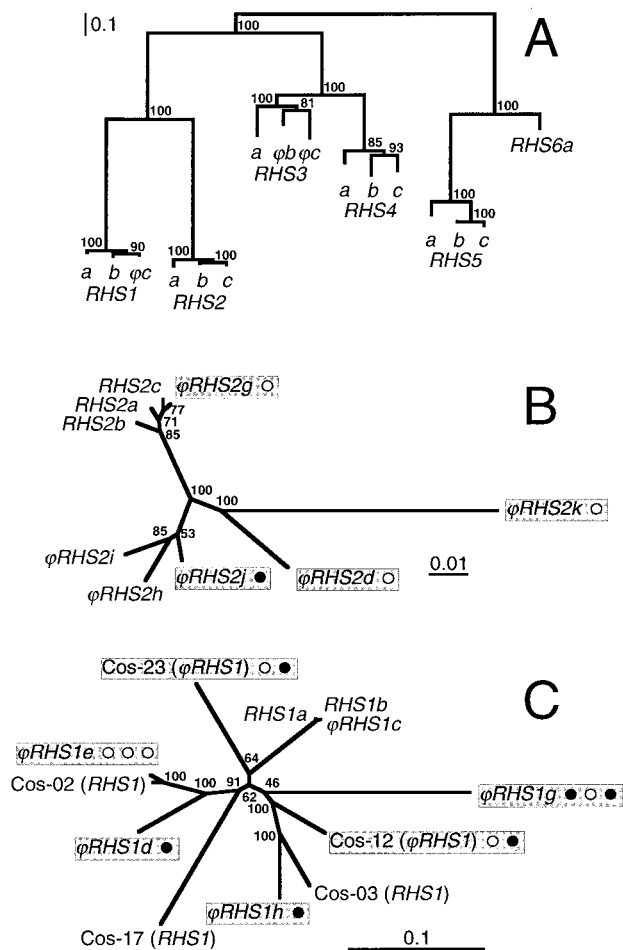 0.1
A
100
100
100
100
81
100
100
a φb φc
RHS3
85 93
a b c
RHS4
RHS6a
100
100
a b c
RHS5
100 90
a b φc
RHS1
100 100
a b c
RHS2
B
RHS2c
φRHS2g ○
RHS2a
77
71
RHS2b
85
100
100
φRHS2k ○
85
53
φRHS2i
φRHS2j ●
φRHS2d ○
φRHS2h
0.01
C
Cos-23 (φRHS1) ○ ●
RHS1b
RHS1a
φRHS1c
64
φRHS1e ○ ○ ○
100
Cos-02 (RHS1)
100
91
46
62
φRHS1g ● ○ ●
100
φRHS1d ●
Cos-12 (φRHS1) ○ ●
100
Cos-03 (RHS1)
φRHS1h ●
Cos-17 (RHS1)
0.1